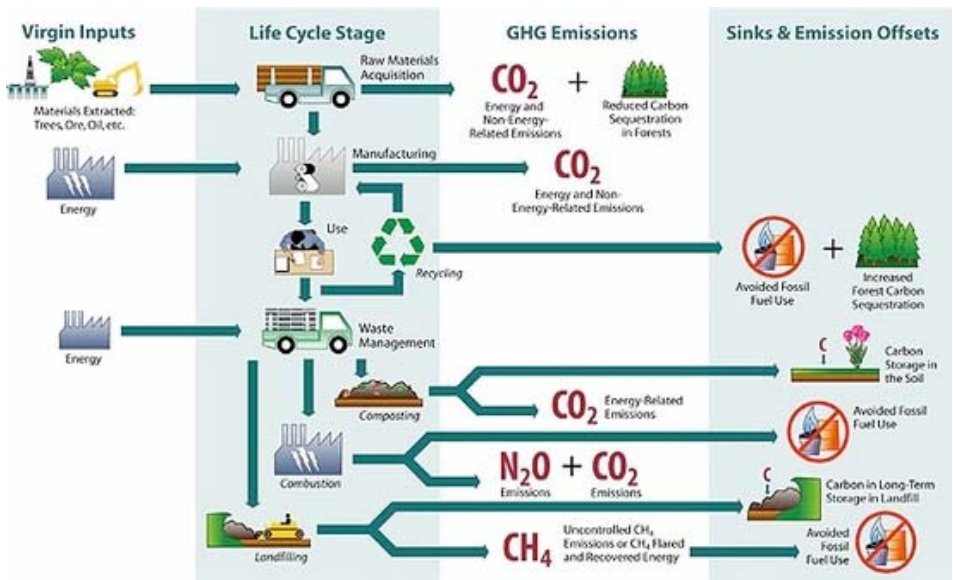 Virgin Inputs
Life Cycle Stage
GHG Emissions
Sinks & Emission Offsets
Materials Extracted:
Trees, Ore, Oil, etc.
Raw Materials
Acquisition
CO₂
+
Energy and
Non-Energy-
Related Emissions
Reduced Carbon
Sequestration
in Forests
Energy
Manufacturing
CO₂
Energy and Non-
Energy-Related Emissions
Use
Recycling
Avoided Fossil
Fuel Use
+
Increased
Forest Carbon
Sequestration
Energy
Waste
Management
Composting
CO₂
Energy-Related
Emissions
C
Carbon
Storage in
the Soil
Combustion
N₂O
Emissions
+
CO₂
Emissions
Avoided Fossil
Fuel Use
Landfilling
C
Carbon in Long-Term
Storage in Landfill
CH₄
Uncontrolled CH₄
Emissions or CH₄ Flared
and Recovered Energy
Avoided
Fossil
Fuel Use